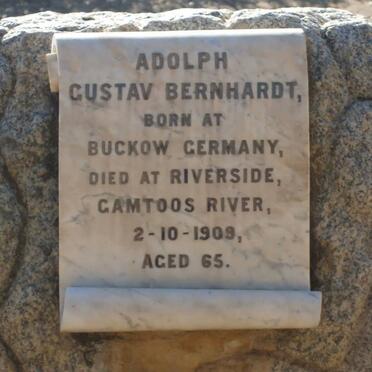 ADOLPH
GUSTAV BERNHARDT,
BORN AT
BUCKOW GERMANY,
DIED AT RIVERSIDE,
GAMTOOS RIVER,
2-10-1909,
AGED 65.